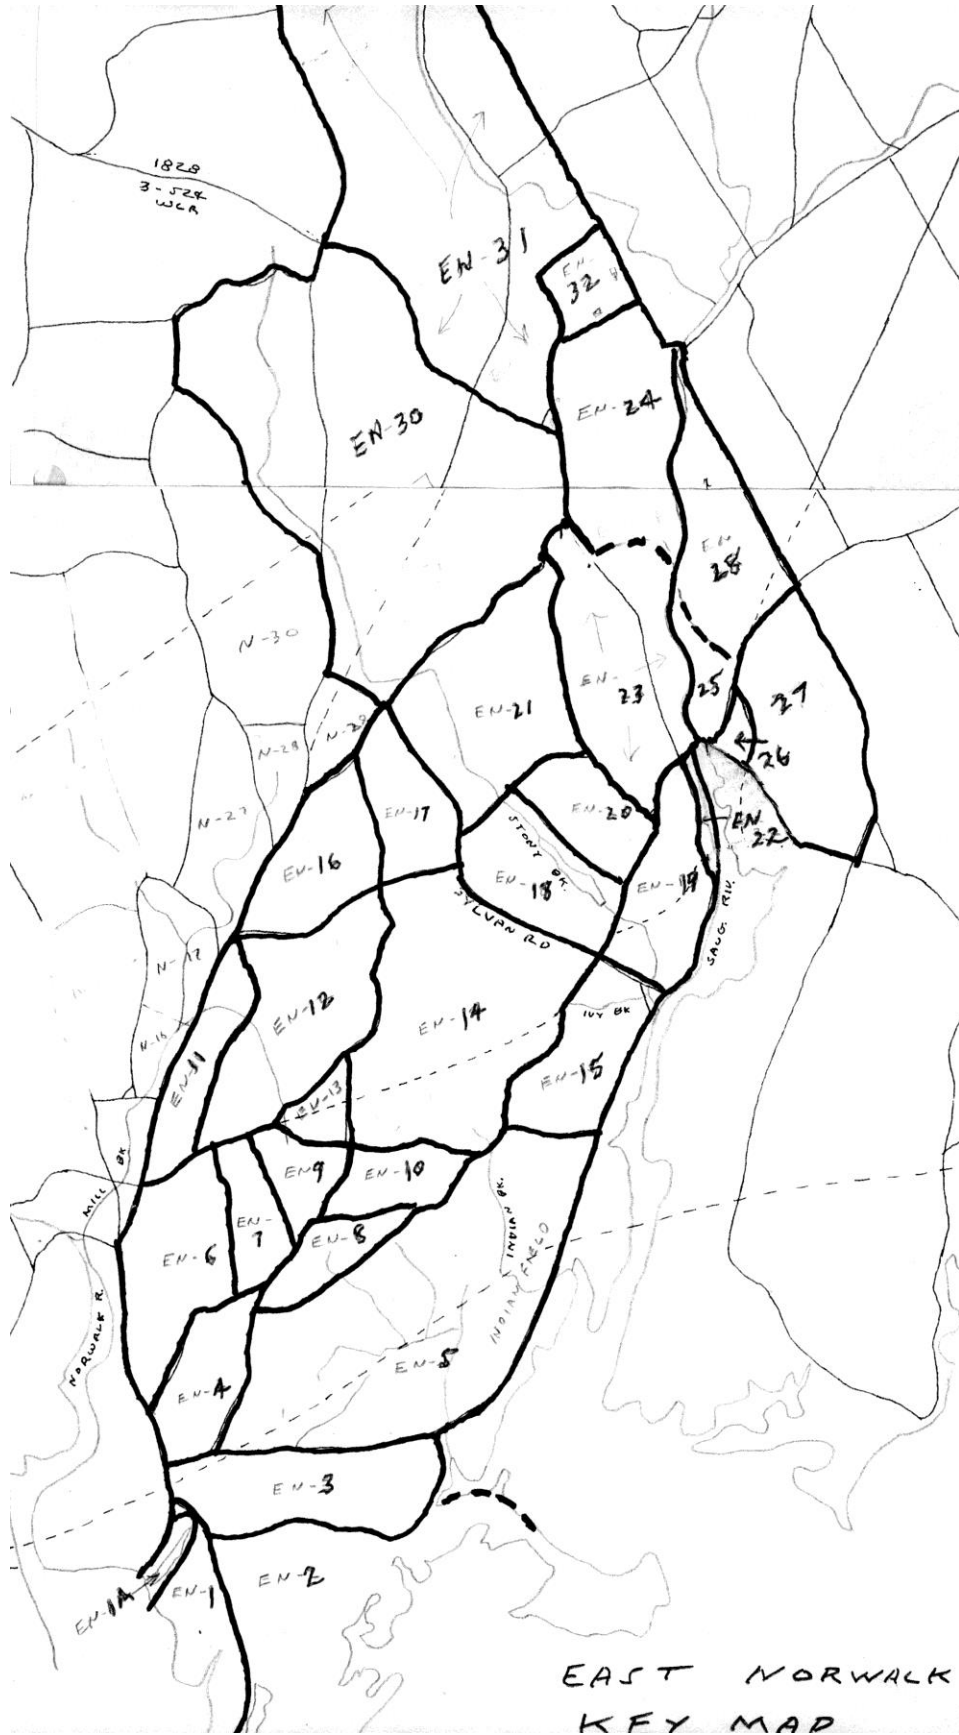 1828
3-524
WLR
EN-31
EN-
32
EN-24
EN-30
EN
28
N-30
EN-21
EN-
23
25
27
N-29
N-28
26
N-27
EN-17
EN-20
EN
22
STONY BK.
EN-16
EN-18
EN-19
SYLVAN RD
SAUG. RIV.
N-12
EN-12
EN-14
IVY BK
EN-11
EN-15
EN-13
MILL BK
EN-9
EN-10
INDIAN BK.
EN-
7
EN-8
EN-6
INDIAN FIELD
NORWALK R.
EN-5
EN-4
EN-3
EN-2
EN-1
EN-1A
EAST NORWALK
KEY MAP